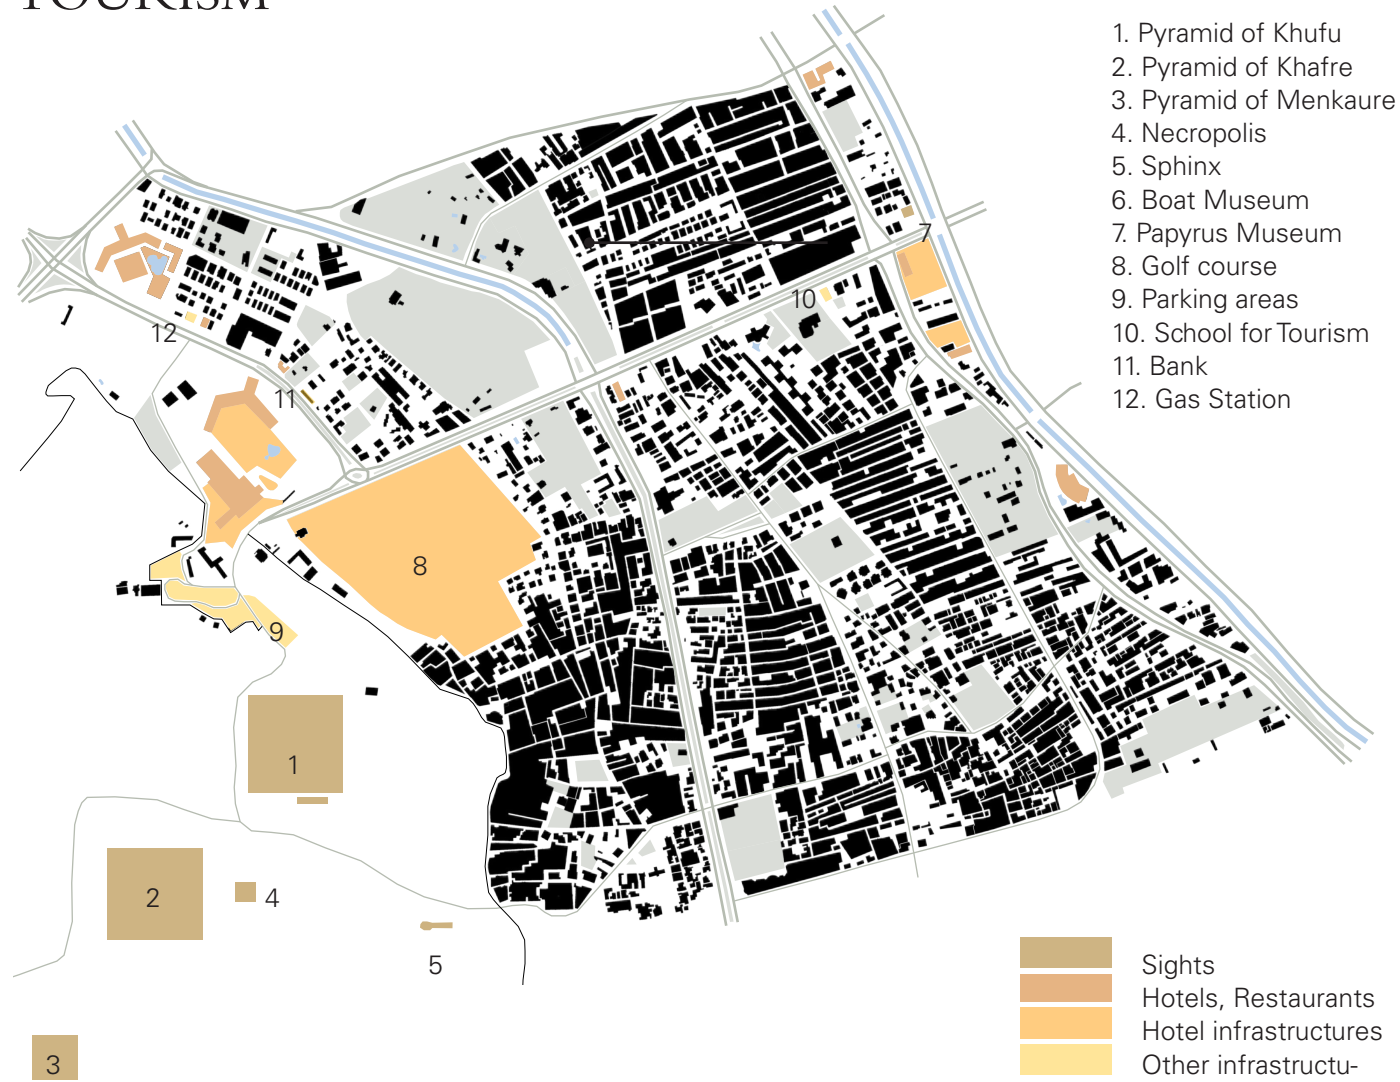 TOURISM
1. Pyramid of Khufu
2. Pyramid of Khafre
3. Pyramid of Menkaure
4. Necropolis
5. Sphinx
6. Boat Museum
7. Papyrus Museum
8. Golf course
9. Parking areas
10. School for Tourism
11. Bank
12. Gas Station
7
10
12
11
8
9
1
2
4
5
3
Sights
Hotels, Restaurants
Hotel infrastructures
Other infrastructu-